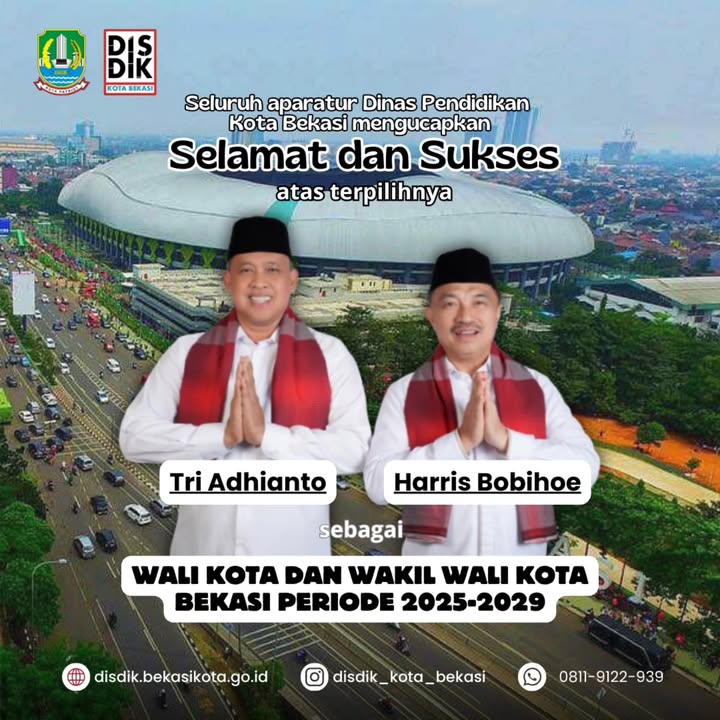 DIS
DIK
KOTA BEKASI
Seluruh aparatur Dinas Pendidikan
Kota Bekasi mengucapkan
Selamat dan Sukses
atas terpilihnya
Tri Adhianto
Harris Bobihoe
sebagai
WALI KOTA DAN WAKIL WALI KOTA
BEKASI PERIODE 2025-2029
disdik.bekasikota.go.id
disdik_kota_bekasi
0811-9122-939